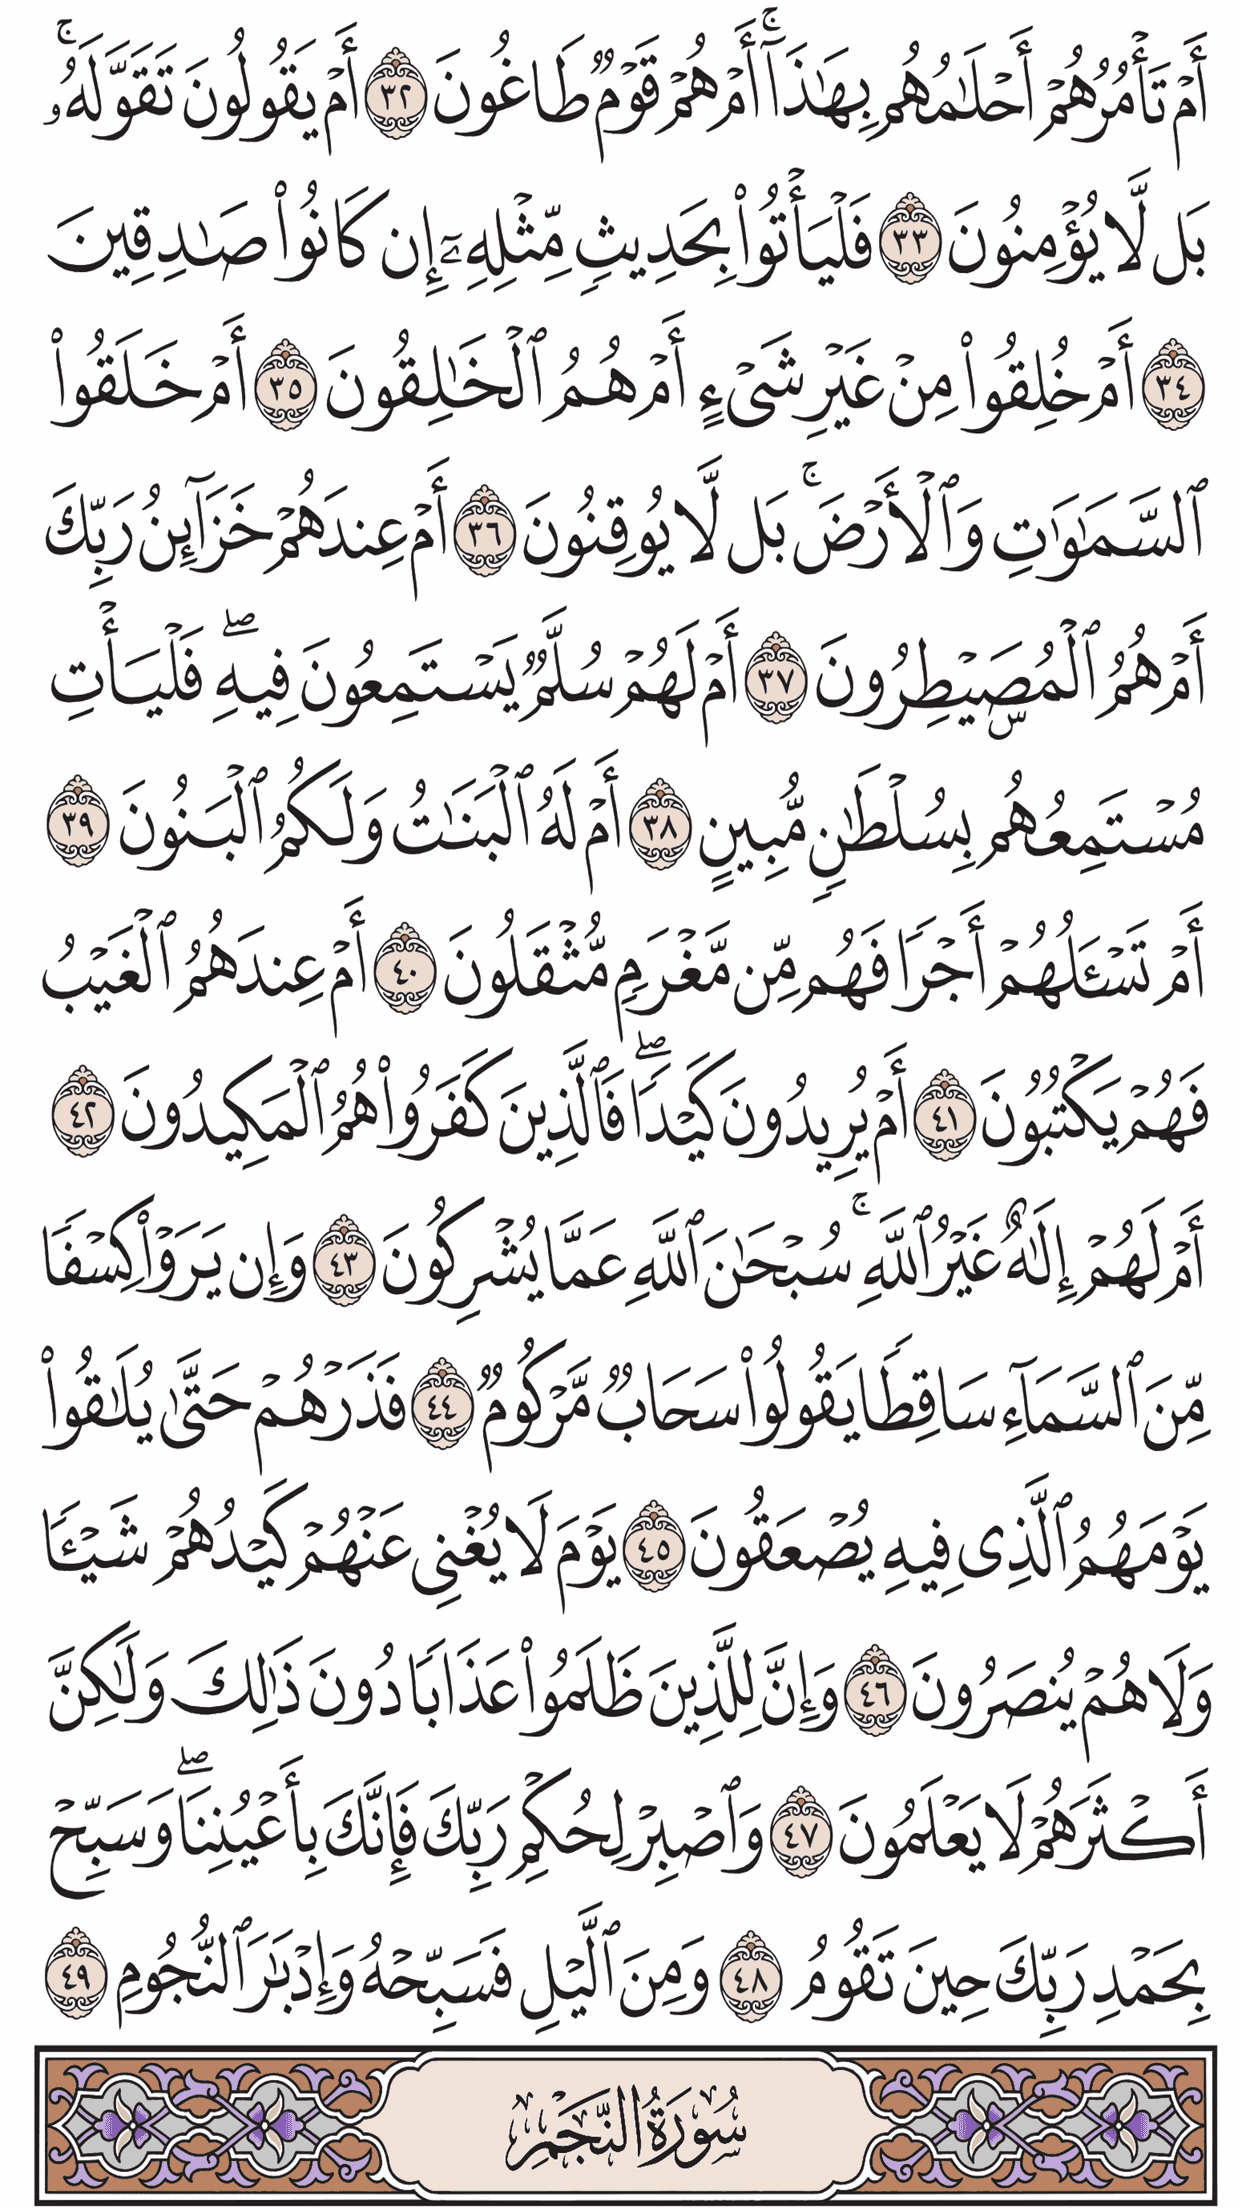 أَمْ تَأْمُرُهُمْ أَحْلَـٰمُهُم بِهَـٰذَآ ۚ أَمْ هُمْ قَوْمٌ طَاغُونَ ٣٢ أَمْ يَقُولُونَ تَقَوَّلَهُۥ ۚ
بَل لَّا يُؤْمِنُونَ ٣٣ فَلْيَأْتُوا۟ بِحَدِيثٍ مِّثْلِهِۦٓ إِن كَانُوا۟ صَـٰدِقِينَ
٣٤ أَمْ خُلِقُوا۟ مِنْ غَيْرِ شَىْءٍ أَمْ هُمُ ٱلْخَـٰلِقُونَ ٣٥ أَمْ خَلَقُوا۟
ٱلسَّمَـٰوَٰتِ وَٱلْأَرْضَ ۚ بَل لَّا يُوقِنُونَ ٣٦ أَمْ عِندَهُمْ خَزَآئِنُ رَبِّكَ
أَمْ هُمُ ٱلْمُصَۣيْطِرُونَ ٣٧ أَمْ لَهُمْ سُلَّمٌ يَسْتَمِعُونَ فِيهِ ۖ فَلْيَأْتِ
مُسْتَمِعُهُم بِسُلْطَـٰنٍ مُّبِينٍ ٣٨ أَمْ لَهُ ٱلْبَنَـٰتُ وَلَكُمُ ٱلْبَنُونَ ٣٩
أَمْ تَسْـَٔلُهُمْ أَجْرًا فَهُم مِّن مَّغْرَمٍ مُّثْقَلُونَ ٤٠ أَمْ عِندَهُمُ ٱلْغَيْبُ
فَهُمْ يَكْتُبُونَ ٤١ أَمْ يُرِيدُونَ كَيْدًا ۖ فَٱلَّذِينَ كَفَرُوا۟ هُمُ ٱلْمَكِيدُونَ ٤٢
أَمْ لَهُمْ إِلَـٰهٌ غَيْرُ ٱللَّهِ ۚ سُبْحَـٰنَ ٱللَّهِ عَمَّا يُشْرِكُونَ ٤٣ وَإِن يَرَوْا۟ كِسْفًا
مِّنَ ٱلسَّمَآءِ سَاقِطًا يَقُولُوا۟ سَحَابٌ مَّرْكُومٌ ٤٤ فَذَرْهُمْ حَتَّىٰ يُلَـٰقُوا۟
يَوْمَهُمُ ٱلَّذِى فِيهِ يُصْعَقُونَ ٤٥ يَوْمَ لَا يُغْنِى عَنْهُمْ كَيْدُهُمْ شَيْـًٔا
وَلَا هُمْ يُنصَرُونَ ٤٦ وَإِنَّ لِلَّذِينَ ظَلَمُوا۟ عَذَابًا دُونَ ذَٰلِكَ وَلَـٰكِنَّ
أَكْثَرَهُمْ لَا يَعْلَمُونَ ٤٧ وَٱصْبِرْ لِحُكْمِ رَبِّكَ فَإِنَّكَ بِأَعْيُنِنَا ۖ وَسَبِّحْ
بِحَمْدِ رَبِّكَ حِينَ تَقُومُ ٤٨ وَمِنَ ٱلَّيْلِ فَسَبِّحْهُ وَإِدْبَـٰرَ ٱلنُّجُومِ ٤٩
سُورَةُ النَّجْمِ